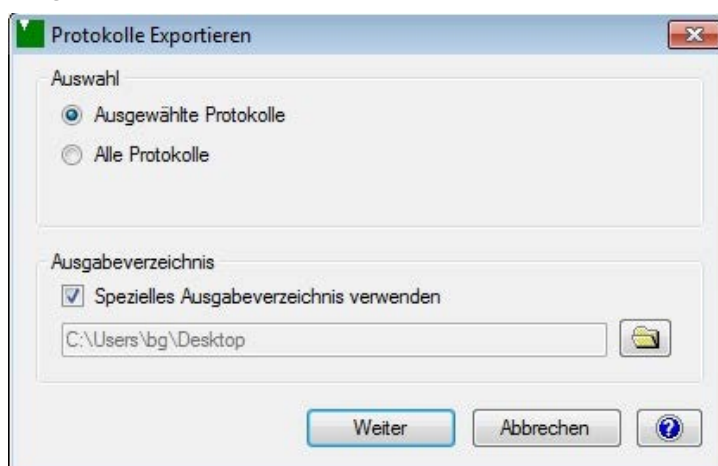 Protokolle Exportieren
Auswahl
Ausgewählte Protokolle
Alle Protokolle
Ausgabeverzeichnis
Spezielles Ausgabeverzeichnis verwenden
C:\Users\bg\Desktop
Weiter Abbrechen ?